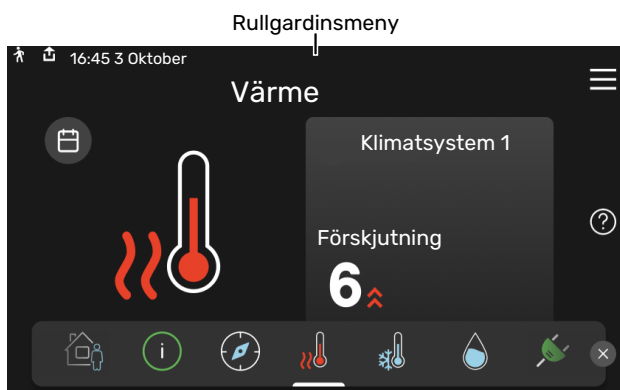 Rullgardinsmeny
16:45 3 Oktober
Värme
Klimatsystem 1
Förskjutning
6
i
?